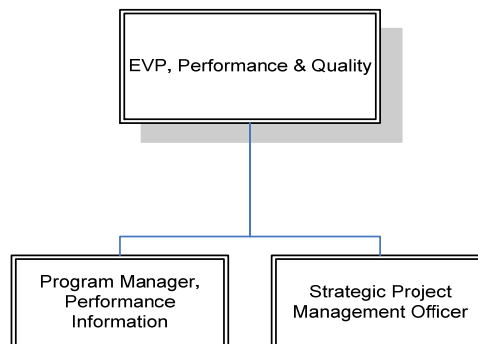 EVP, Performance & Quality
Program Manager,
Performance
Information
Strategic Project
Management Officer